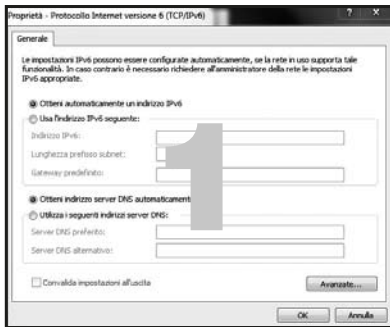 Proprietà - Protocollo Internet versione 6 (TCP/IPv6)
? X
Generale
Le impostazioni IPv6 possono essere configurate automaticamente, se la rete in uso supporta tale
funzionalità. In caso contrario è necessario richiedere all'amministratore della rete le impostazioni
IPv6 appropriate.
Ottieni automaticamente un indirizzo IPv6
Usa l'indirizzo IPv6 seguente:
Indirizzo IPv6:
Lunghezza prefisso subnet:
Gateway predefinito:
1
Ottieni indirizzo server DNS automaticamente
Utilizza i seguenti indirizzi server DNS:
Server DNS preferito:
Server DNS alternativo:
Convalida impostazioni all'uscita
Avanzate...
OK Annulla